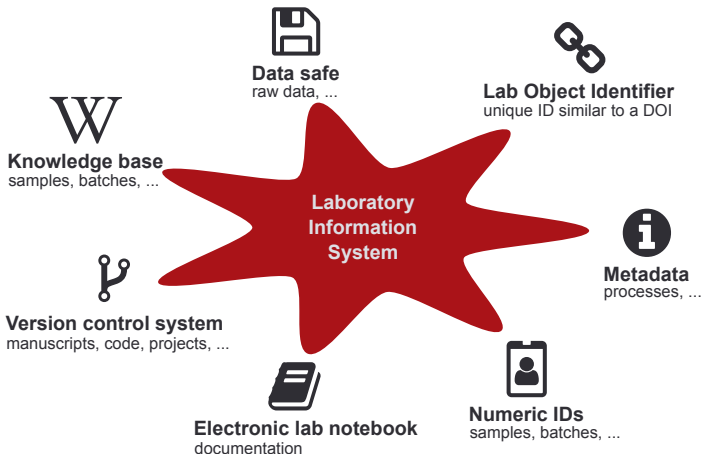 Data safe
raw data, ...
Lab Object Identifier
unique ID similar to a DOI
W
Knowledge base
samples, batches, ...
Laboratory
Information
System
Metadata
processes, ...
Version control system
manuscripts, code, projects, ...
Numeric IDs
samples, batches, ...
Electronic lab notebook
documentation